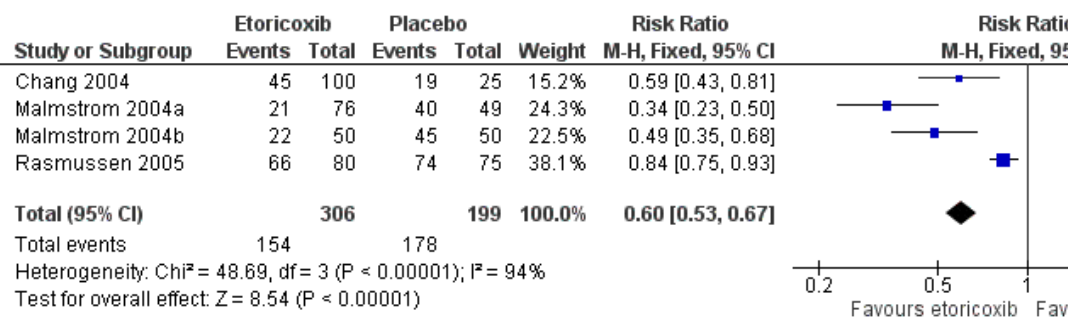 Etoricoxib Placebo Risk Ratio Risk Ratio
Study or Subgroup Events Total Events Total Weight M-H, Fixed, 95% CI M-H, Fixed, 95
Chang 2004 45 100 19 25 15.2% 0.59 [0.43, 0.81]
Malmstrom 2004a 21 76 40 49 24.3% 0.34 [0.23, 0.50]
Malmstrom 2004b 22 50 45 50 22.5% 0.49 [0.35, 0.68]
Rasmussen 2005 66 80 74 75 38.1% 0.84 [0.75, 0.93]
Total (95% CI) 306 199 100.0% 0.60 [0.53, 0.67]
Total events 154 178
Heterogeneity: Chi² = 48.69, df = 3 (P < 0.00001); I² = 94%
Test for overall effect: Z = 8.54 (P < 0.00001)
0.2 0.5 1
Favours etoricoxib Fav